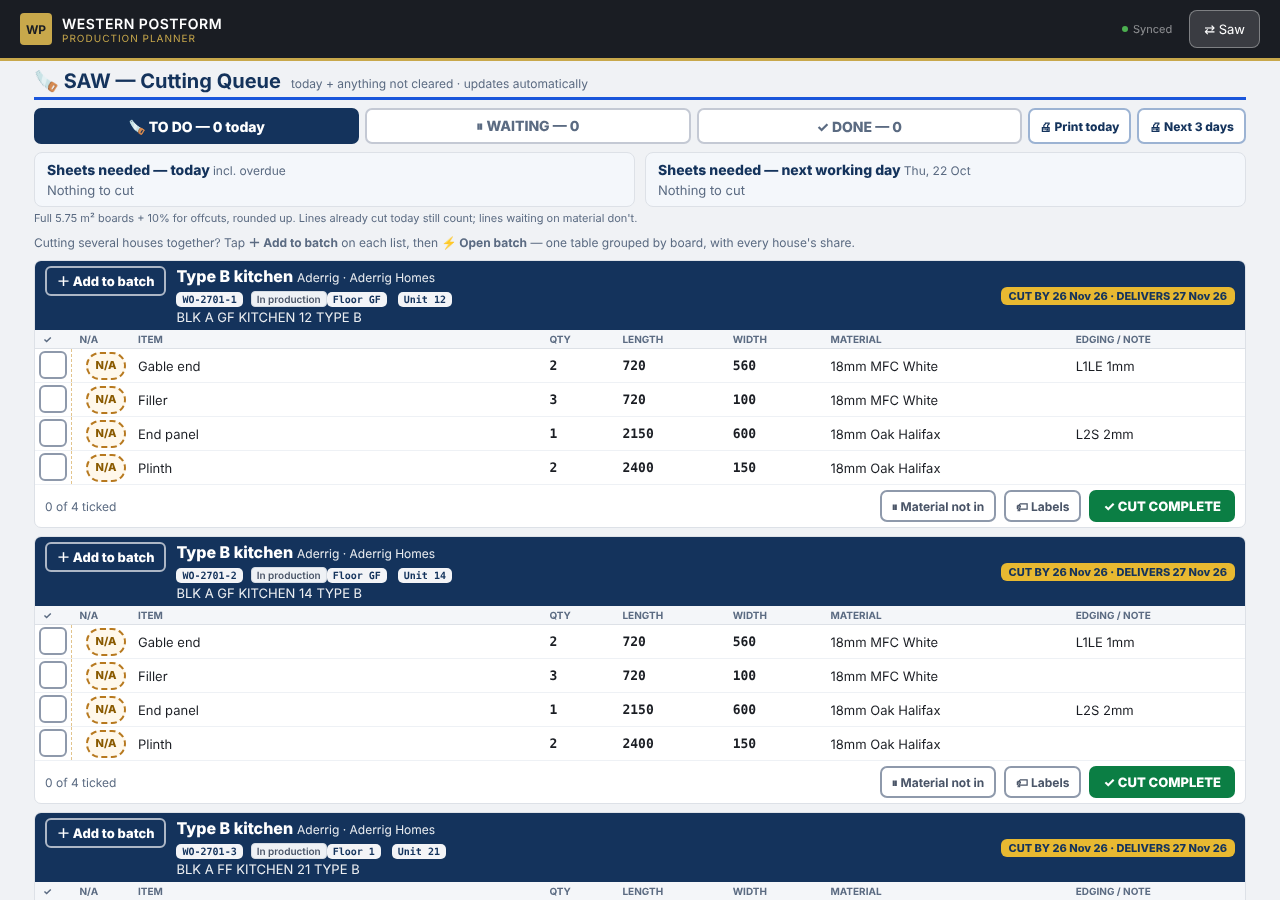 WP
WESTERN POSTFORM
PRODUCTION PLANNER
Synced
⇄ Saw
🪚 SAW — Cutting Queue today + anything not cleared · updates automatically
🪚 TO DO — 0 today
⏸ WAITING — 0
✓ DONE — 0
🖨 Print today
🖨 Next 3 days
Sheets needed — today incl. overdue
Nothing to cut
Sheets needed — next working day Thu, 22 Oct
Nothing to cut
Full 5.75 m² boards + 10% for offcuts, rounded up. Lines already cut today still count; lines waiting on material don't.
Cutting several houses together? Tap ＋ Add to batch on each list, then ⚡ Open batch — one table grouped by board, with every house's share.
＋ Add to batch
Type B kitchen Aderrig · Aderrig Homes
WO-2701-1 In production Floor GF Unit 12
BLK A GF KITCHEN 12 TYPE B
CUT BY 26 Nov 26 · DELIVERS 27 Nov 26
✓ N/A ITEM QTY LENGTH WIDTH MATERIAL EDGING / NOTE
N/A Gable end 2 720 560 18mm MFC White L1LE 1mm
N/A Filler 3 720 100 18mm MFC White
N/A End panel 1 2150 600 18mm Oak Halifax L2S 2mm
N/A Plinth 2 2400 150 18mm Oak Halifax
0 of 4 ticked
⏸ Material not in
🏷 Labels
✓ CUT COMPLETE
＋ Add to batch
Type B kitchen Aderrig · Aderrig Homes
WO-2701-2 In production Floor GF Unit 14
BLK A GF KITCHEN 14 TYPE B
CUT BY 26 Nov 26 · DELIVERS 27 Nov 26
✓ N/A ITEM QTY LENGTH WIDTH MATERIAL EDGING / NOTE
N/A Gable end 2 720 560 18mm MFC White L1LE 1mm
N/A Filler 3 720 100 18mm MFC White
N/A End panel 1 2150 600 18mm Oak Halifax L2S 2mm
N/A Plinth 2 2400 150 18mm Oak Halifax
0 of 4 ticked
⏸ Material not in
🏷 Labels
✓ CUT COMPLETE
＋ Add to batch
Type B kitchen Aderrig · Aderrig Homes
WO-2701-3 In production Floor 1 Unit 21
BLK A FF KITCHEN 21 TYPE B
CUT BY 26 Nov 26 · DELIVERS 27 Nov 26
✓ N/A ITEM QTY LENGTH WIDTH MATERIAL EDGING / NOTE